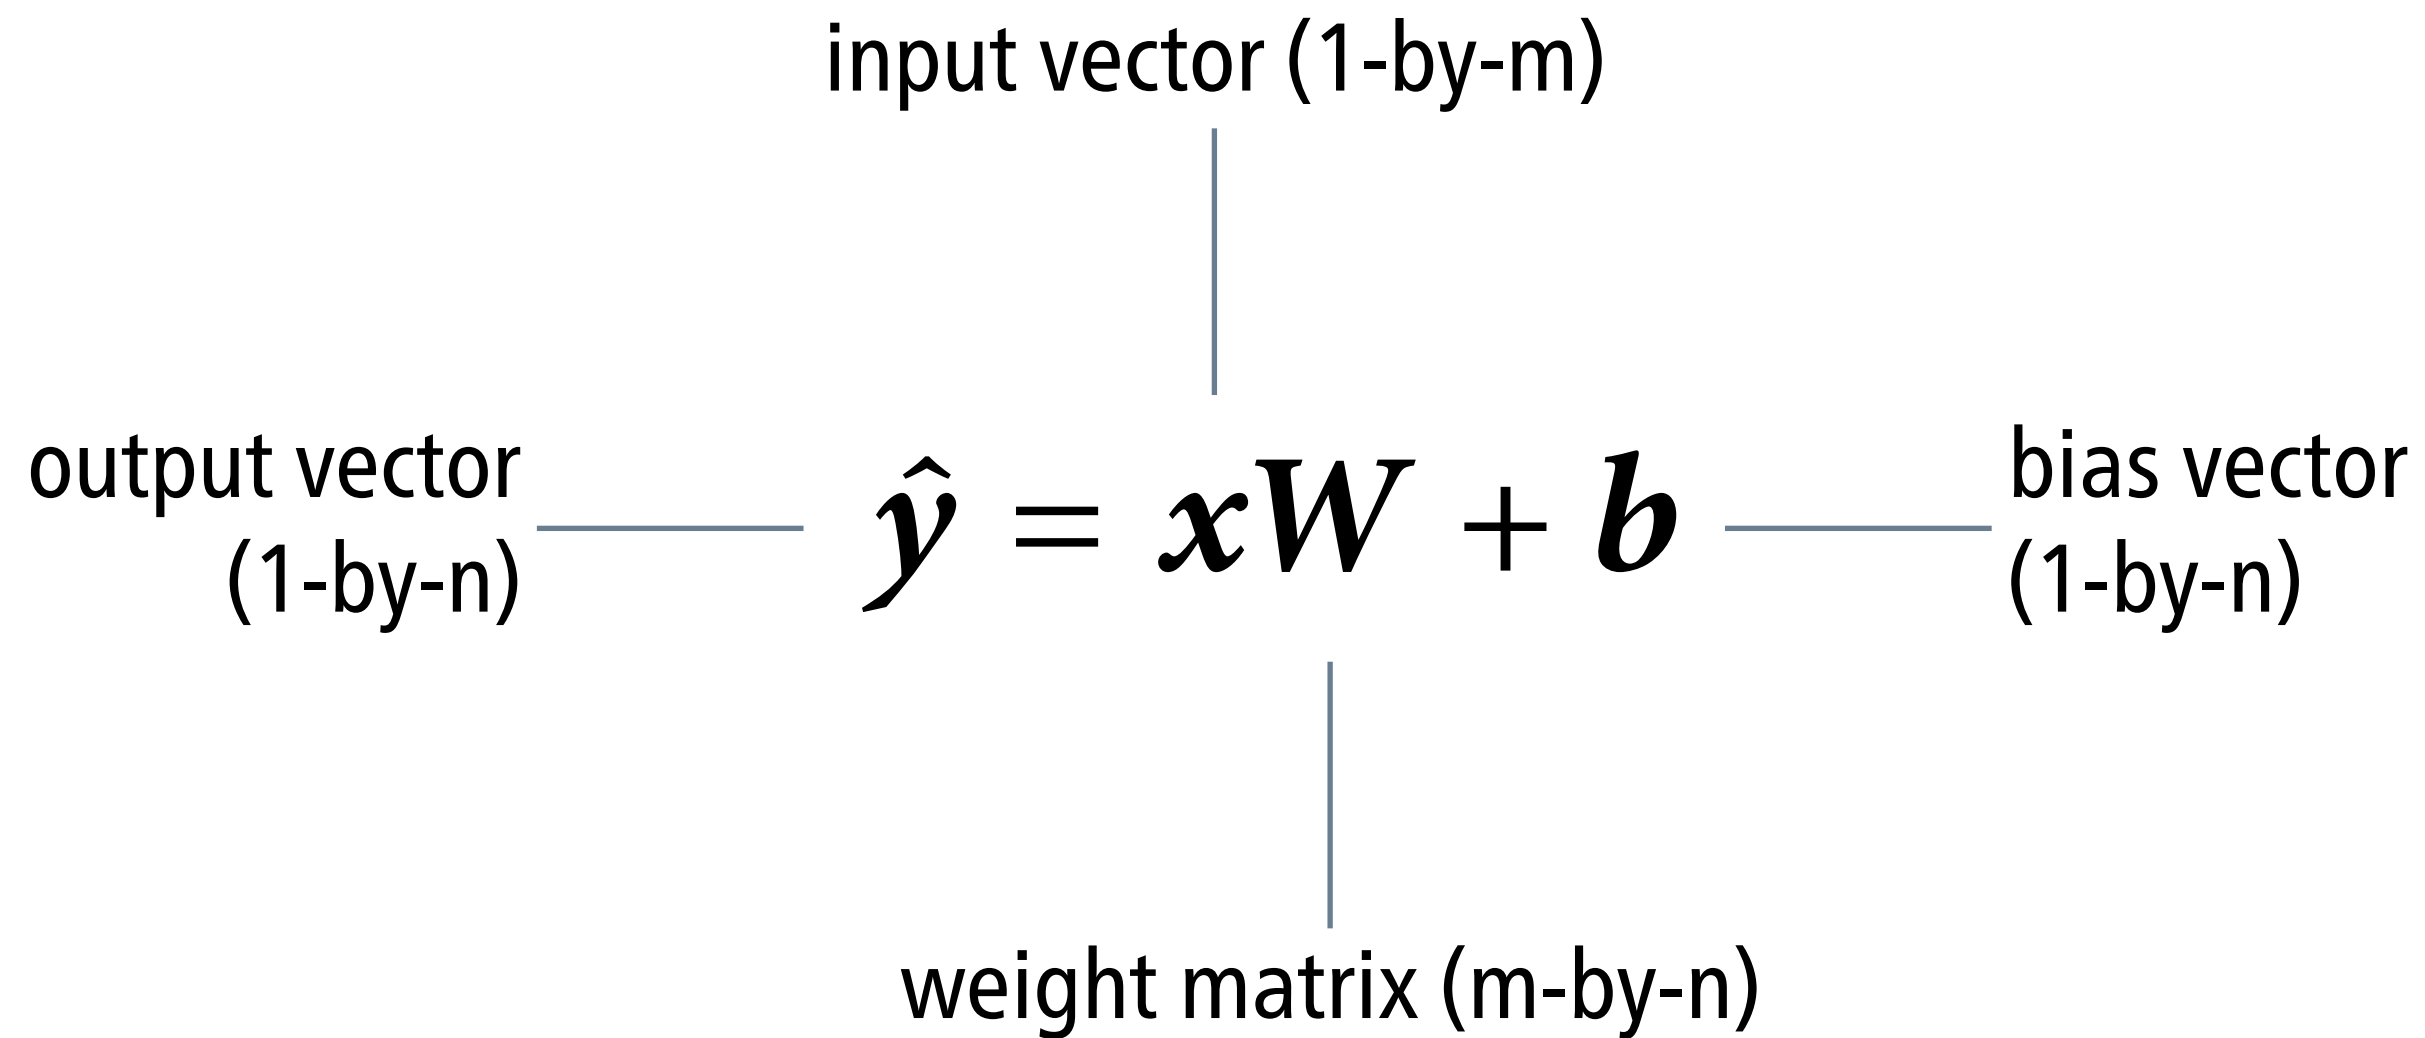 input vector (1-by-m)
output vector
(1-by-n)
ŷ = xW + b
bias vector
(1-by-n)
weight matrix (m-by-n)